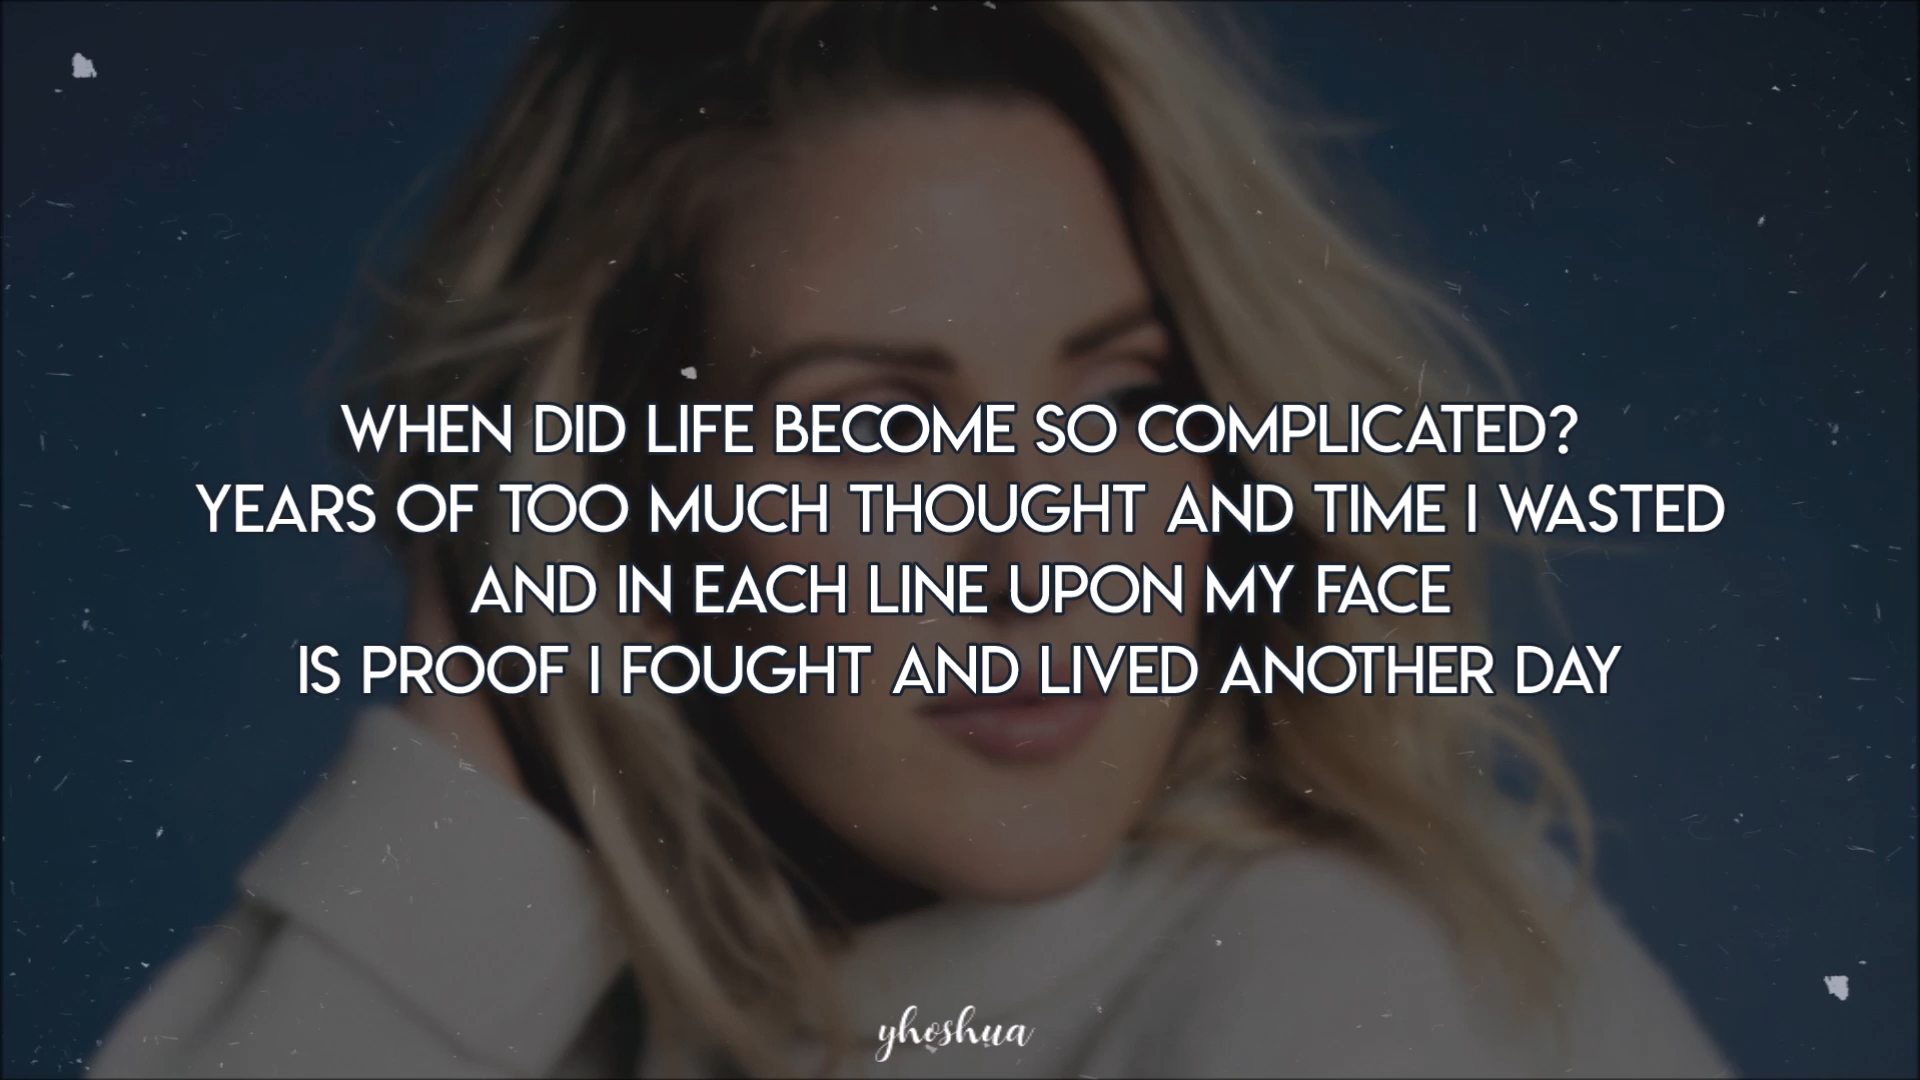 WHEN DID LIFE BECOME SO COMPLICATED?
YEARS OF TOO MUCH THOUGHT AND TIME I WASTED
AND IN EACH LINE UPON MY FACE
IS PROOF I FOUGHT AND LIVED ANOTHER DAY
yhoshua